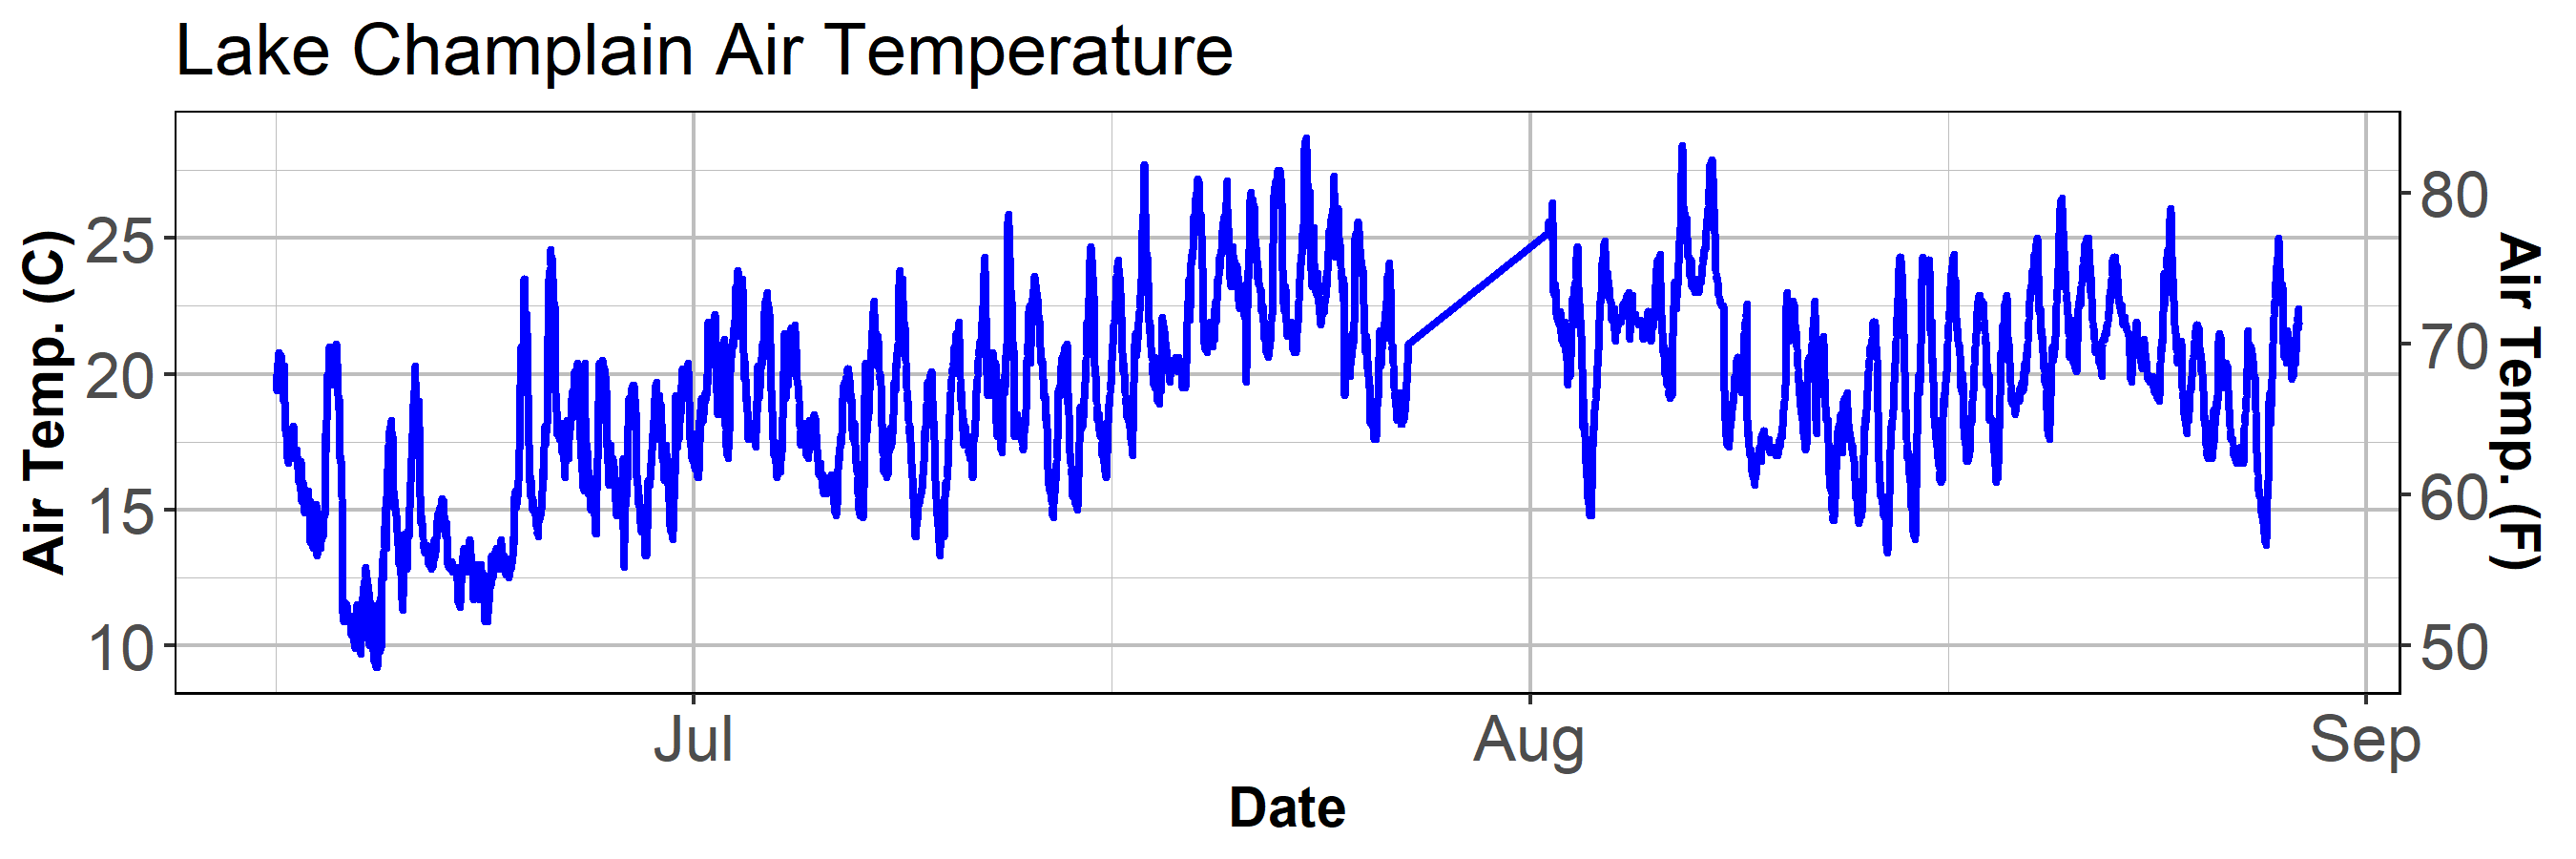 Lake Champlain Air Temperature
Air Temp. (C)
25
20
15
10
80
70
60
50
Air Temp. (F)
Jul
Aug
Sep
Date